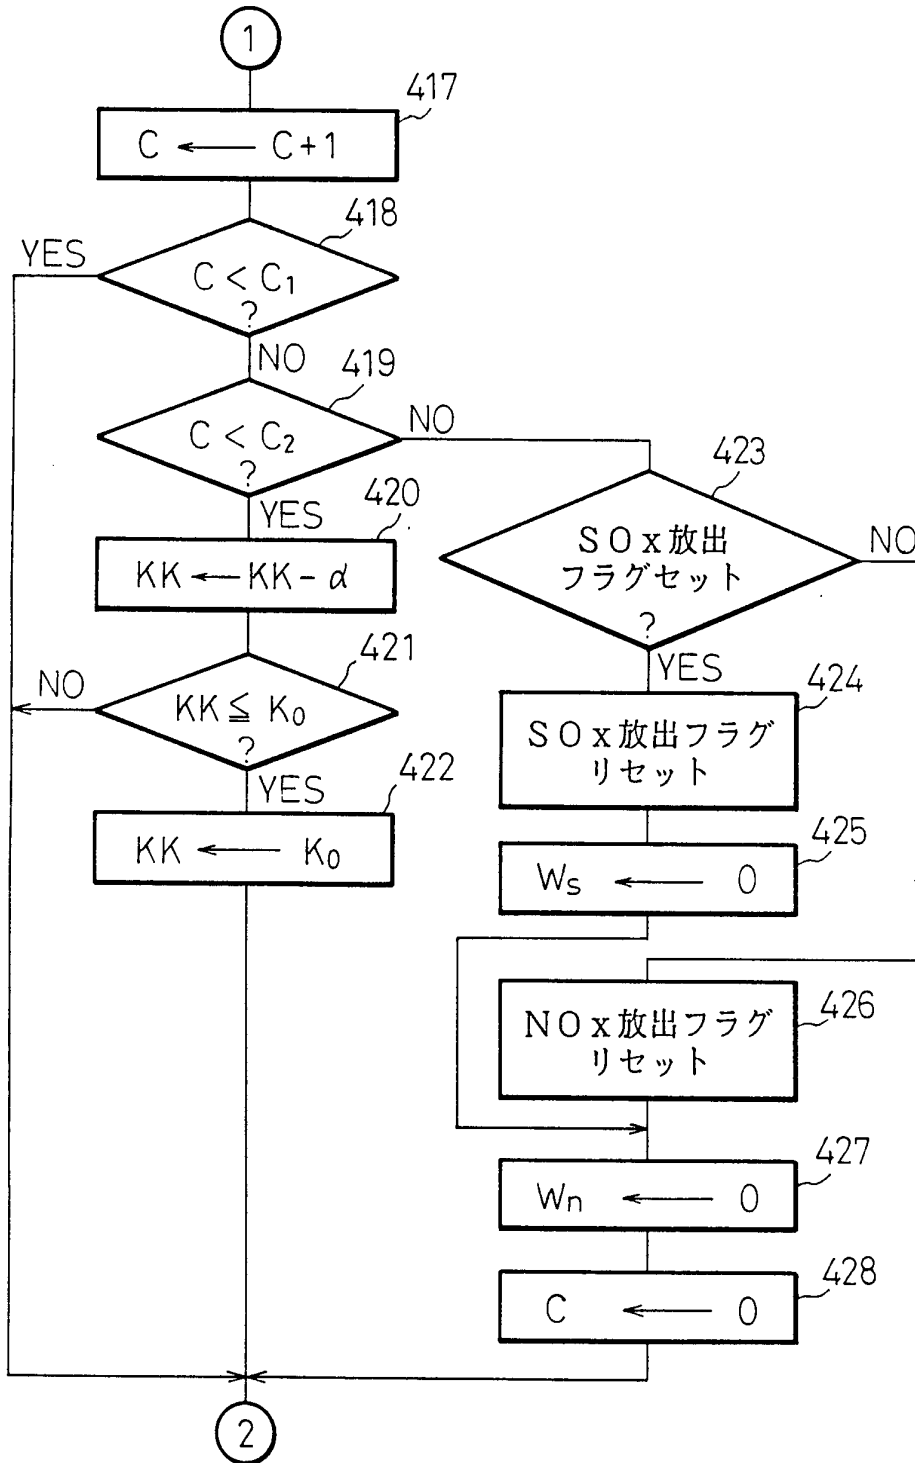 1
417
C ← C+1
418
YES
C < C₁
?
NO
419
C < C₂
?
NO
YES
420
KK ← KK - α
421
NO
KK ≦ K₀
?
YES
422
KK ← K₀
423
SOx放出
フラグセット
?
NO
YES
424
SOx放出フラグ
リセット
425
Ws ← 0
426
NOx放出フラグ
リセット
427
Wn ← 0
428
C ← 0
2